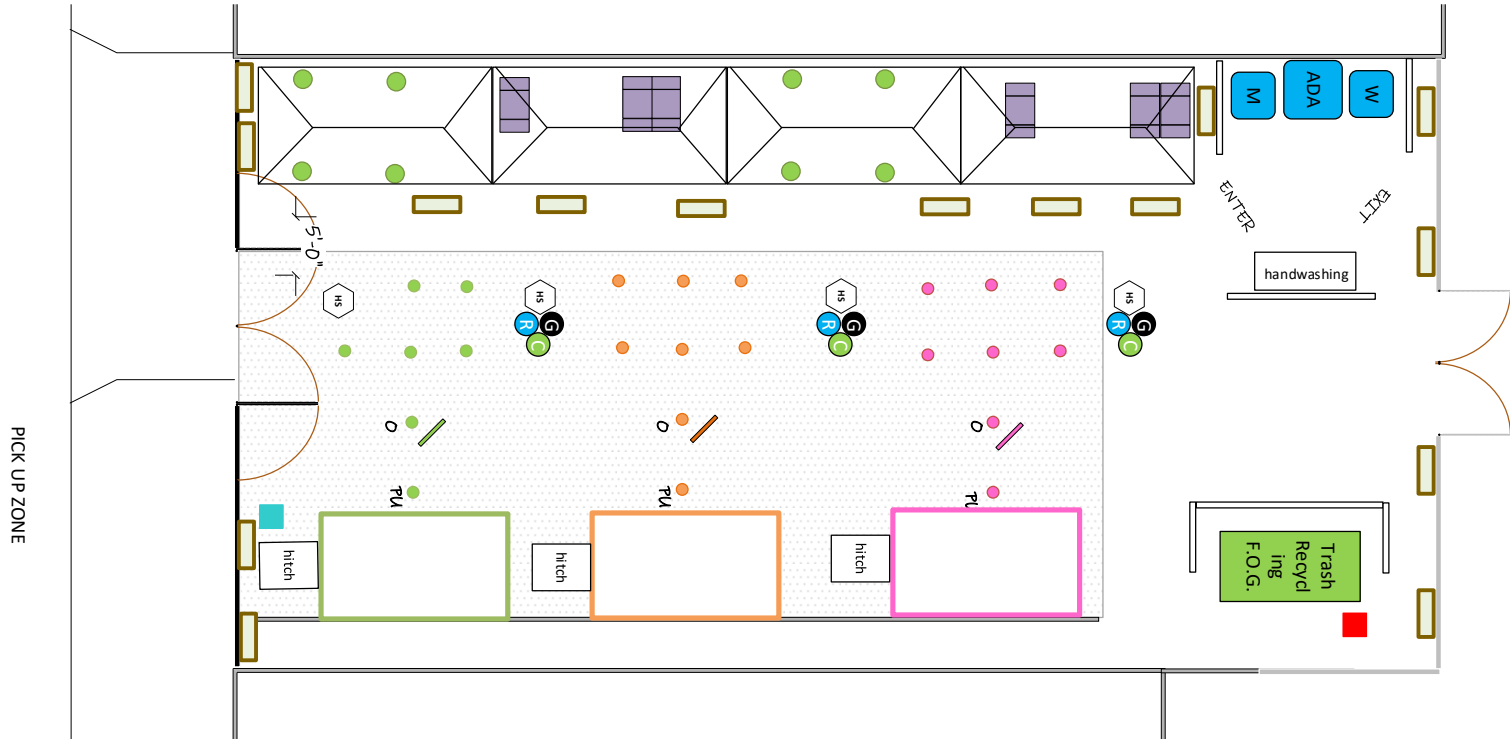 M
ADA
W
ENTER
EXIT
5'-0"
handwashing
HS
HS
HS
HS
R
G
C
R
G
C
R
G
C
O
O
O
PU
PU
hitch
hitch
hitch
Trash
Recycl
ing
F.O.G.
PICK UP ZONE